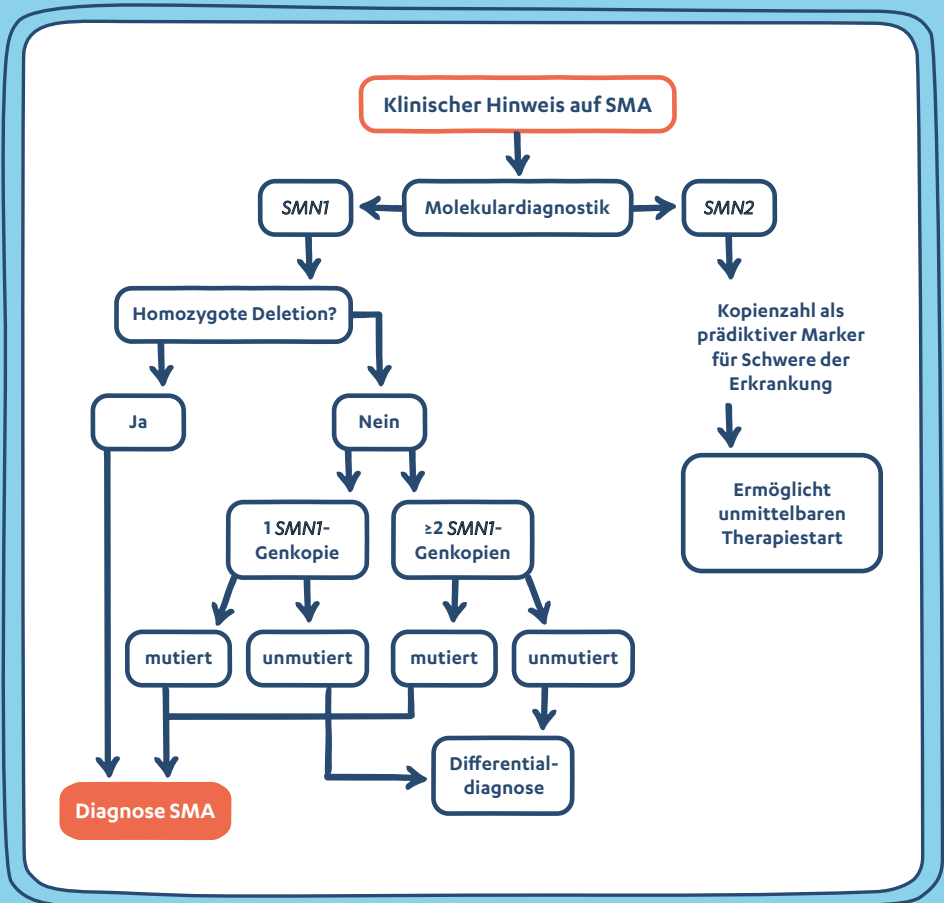 Klinischer Hinweis auf SMA
SMN1
Molekulardiagnostik
SMN2
Homozygote Deletion?
Kopienzahl als
prädiktiver Marker
für Schwere der
Erkrankung
Ja
Nein
Ermöglicht
unmittelbaren
Therapiestart
1 SMN1-
Genkopie
≥2 SMN1-
Genkopien
mutiert
unmutiert
mutiert
unmutiert
Differential-
diagnose
Diagnose SMA